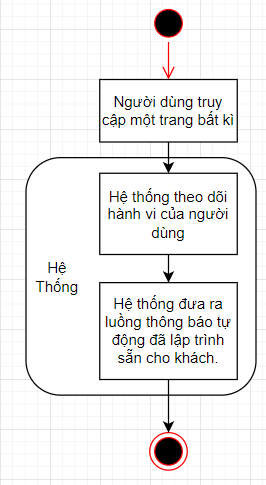 Người dùng truy
cập một trang bất kì
Hệ thống theo dõi
hành vi của người
dùng
Hệ
Thống
Hệ thống đưa ra
luồng thông báo tự
động đã lập trình
sẵn cho khách.